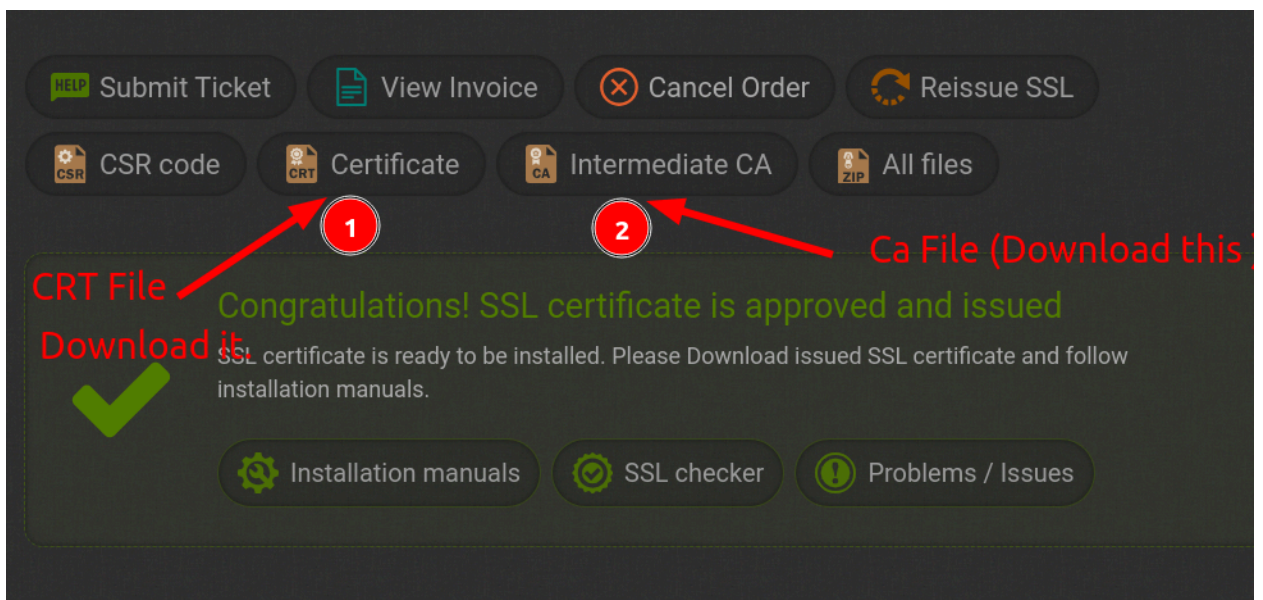 HELP Submit Ticket View Invoice Cancel Order Reissue SSL
CSR CSR code CRT Certificate CA Intermediate CA ZIP All files
1 2
Ca File (Download this )
CRT File
Congratulations! SSL certificate is approved and issued
Download it.
SSL certificate is ready to be installed. Please Download issued SSL certificate and follow
installation manuals.
Installation manuals SSL checker Problems / Issues